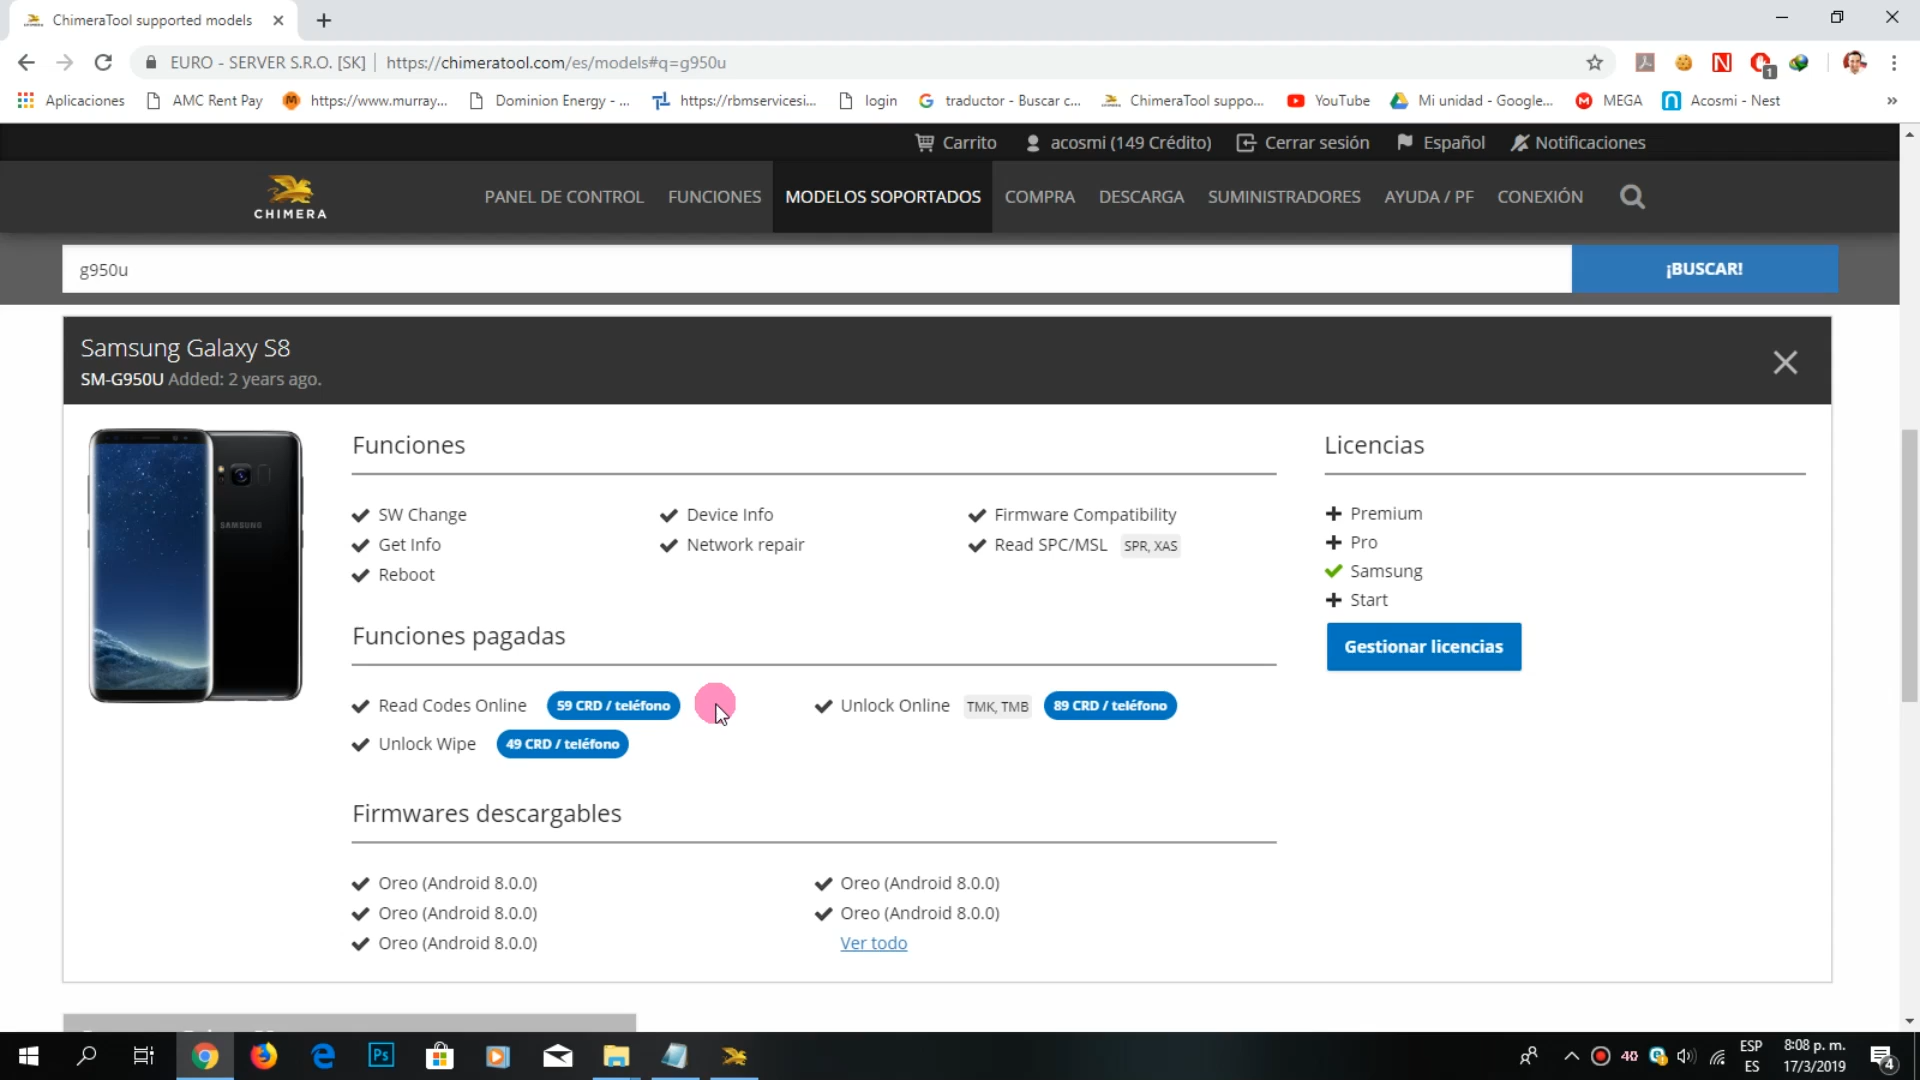 ChimeraTool supported models
EURO - SERVER S.R.O. [SK] https://chimeratool.com/es/models#q=g950u
1
Aplicaciones AMC Rent Pay https://www.murray... Dominion Energy - ... https://rbmservicesi... login traductor - Buscar c... ChimeraTool suppo... YouTube Mi unidad - Google... MEGA Acosmi - Nest »
Carrito acosmi (149 Crédito) Cerrar sesión Español Notificaciones
CHIMERA
PANEL DE CONTROL FUNCIONES MODELOS SOPORTADOS COMPRA DESCARGA SUMINISTRADORES AYUDA / PF CONEXIÓN
g950u ¡BUSCAR!
Samsung Galaxy S8
SM-G950U Added: 2 years ago.
SAMSUNG
Funciones
SW Change Device Info Firmware Compatibility
Get Info Network repair Read SPC/MSL SPR, XAS
Reboot
Licencias
Premium
Pro
Samsung
Start
Gestionar licencias
Funciones pagadas
Read Codes Online 59 CRD / teléfono Unlock Online TMK, TMB 89 CRD / teléfono
Unlock Wipe 49 CRD / teléfono
Firmwares descargables
Oreo (Android 8.0.0) Oreo (Android 8.0.0)
Oreo (Android 8.0.0) Oreo (Android 8.0.0)
Oreo (Android 8.0.0) Ver todo
Ps
ESP
ES
8:08 p. m.
17/3/2019
4